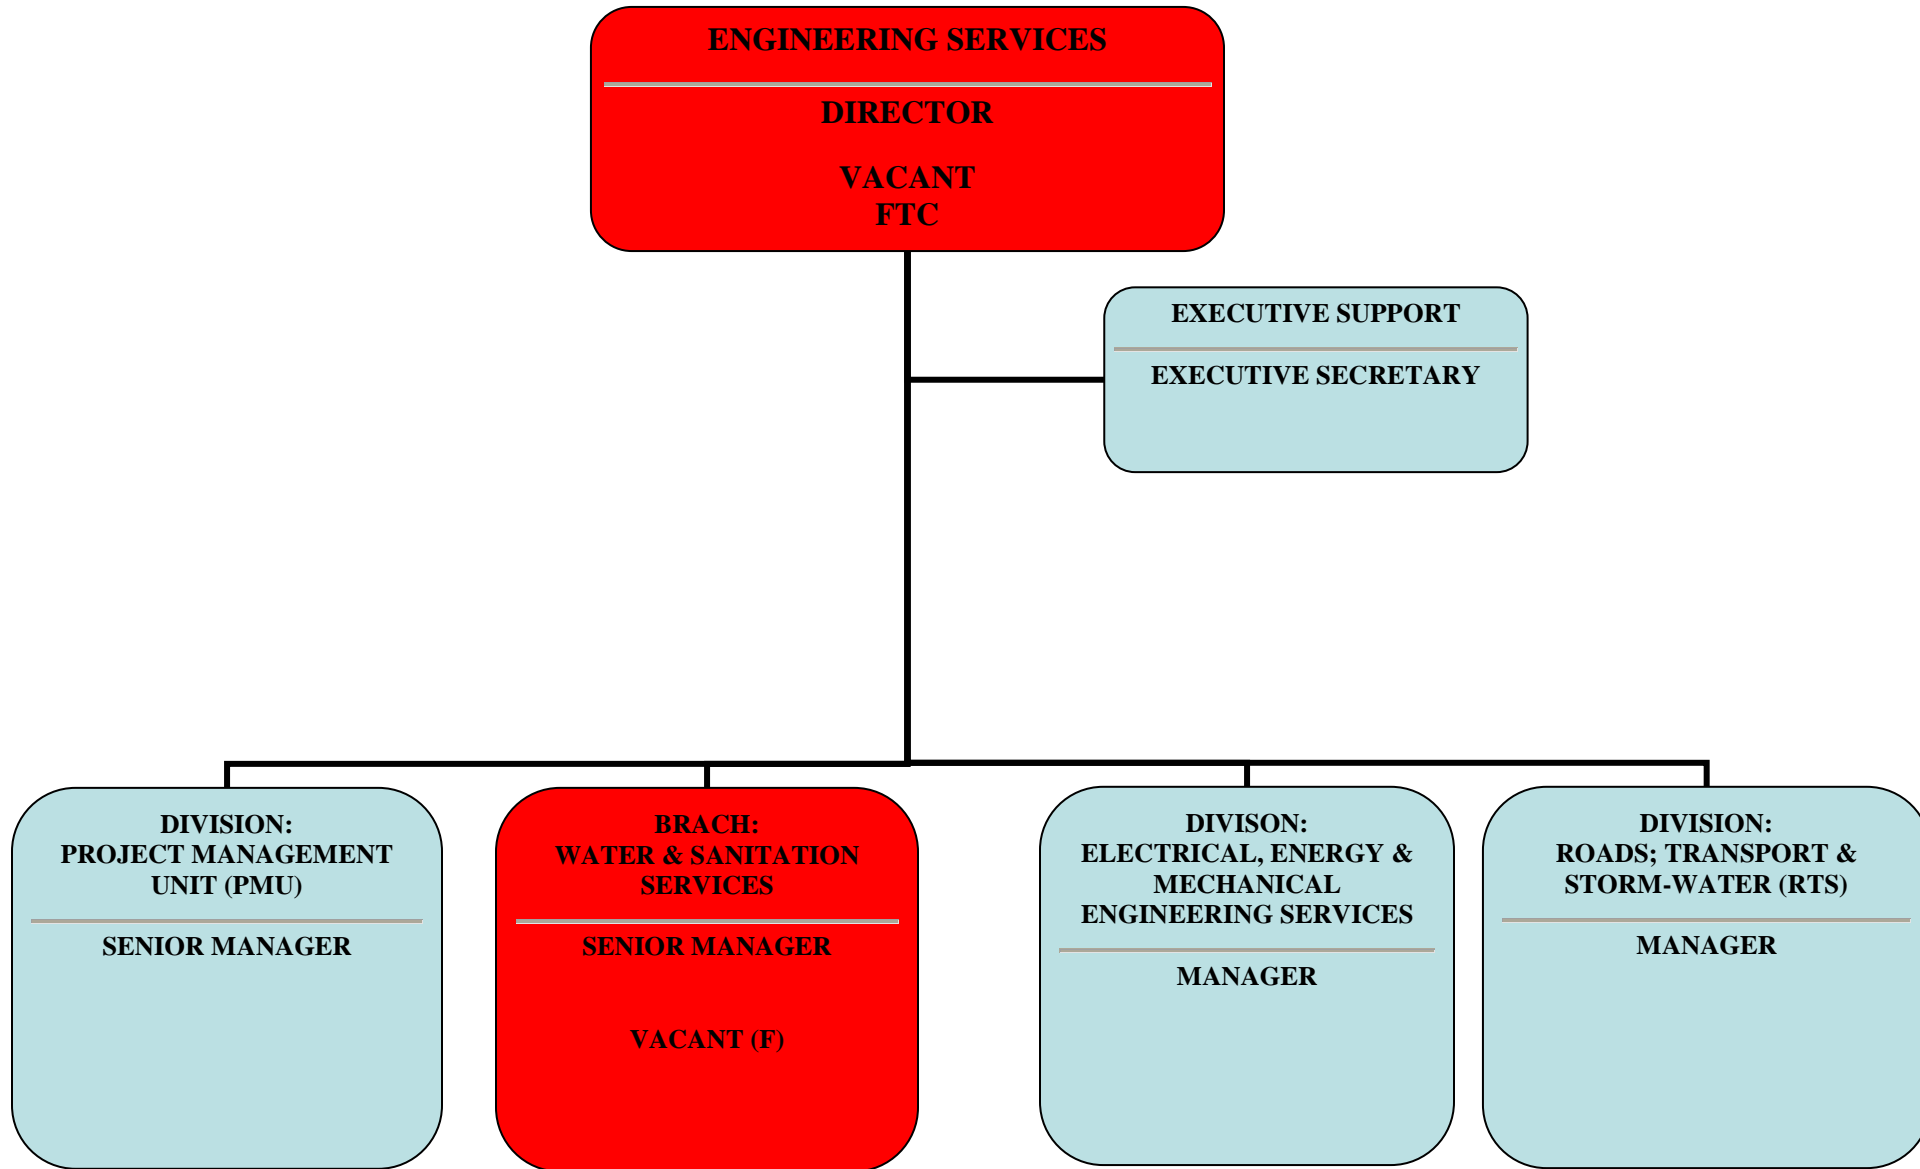 ENGINEERING SERVICES
DIRECTOR
VACANT
FTC
EXECUTIVE SUPPORT
EXECUTIVE SECRETARY
DIVISION:
PROJECT MANAGEMENT
UNIT (PMU)
SENIOR MANAGER
BRACH:
WATER & SANITATION
SERVICES
SENIOR MANAGER
VACANT (F)
DIVISON:
ELECTRICAL, ENERGY &
MECHANICAL
ENGINEERING SERVICES
MANAGER
DIVISION:
ROADS; TRANSPORT &
STORM-WATER (RTS)
MANAGER